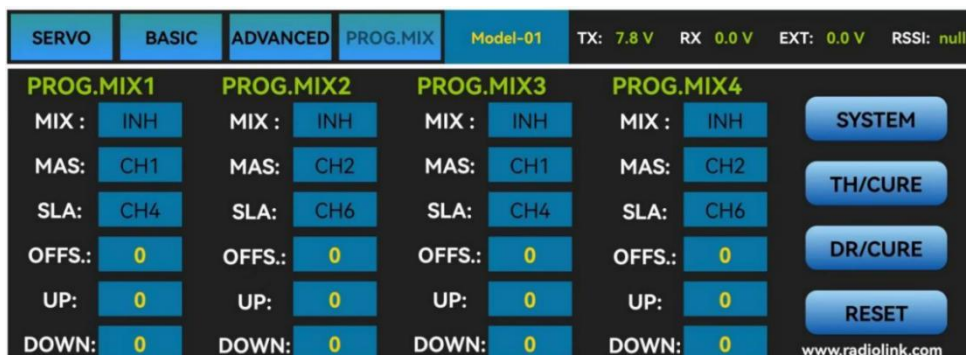 SERVO BASIC ADVANCED PROG.MIX Model-01 TX: 7.8 V RX 0.0 V EXT: 0.0 V RSSI: null
PROG.MIX1 PROG.MIX2 PROG.MIX3 PROG.MIX4
MIX : INH MIX : INH MIX : INH MIX : INH SYSTEM
MAS: CH1 MAS: CH2 MAS: CH1 MAS: CH2 TH/CURE
SLA: CH4 SLA: CH6 SLA: CH4 SLA: CH6
OFFS.: 0 OFFS.: 0 OFFS.: 0 OFFS.: 0 DR/CURE
UP: 0 UP: 0 UP: 0 UP: 0 RESET
DOWN: 0 DOWN: 0 DOWN: 0 DOWN: 0 www.radiolink.com